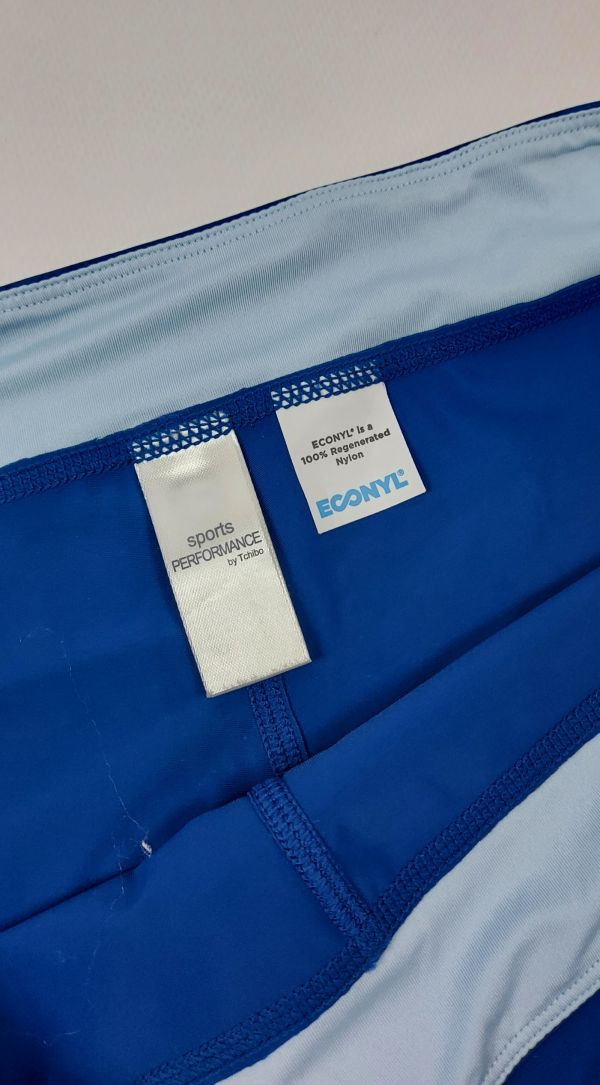 sports
PERFORMANCE
by Tchibo
ECONYL® is a
100% Regenerated
Nylon
ECONYL®